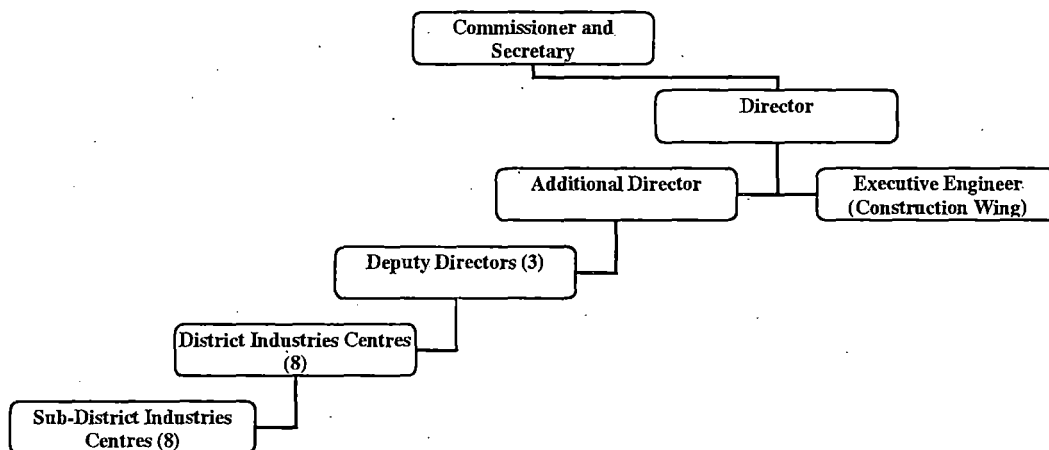 Commissioner and
Secretary
Director
Additional Director
Executive Engineer
(Construction Wing)
Deputy Directors (3)
District Industries Centres
(8)
Sub-District Industries
Centres (8)